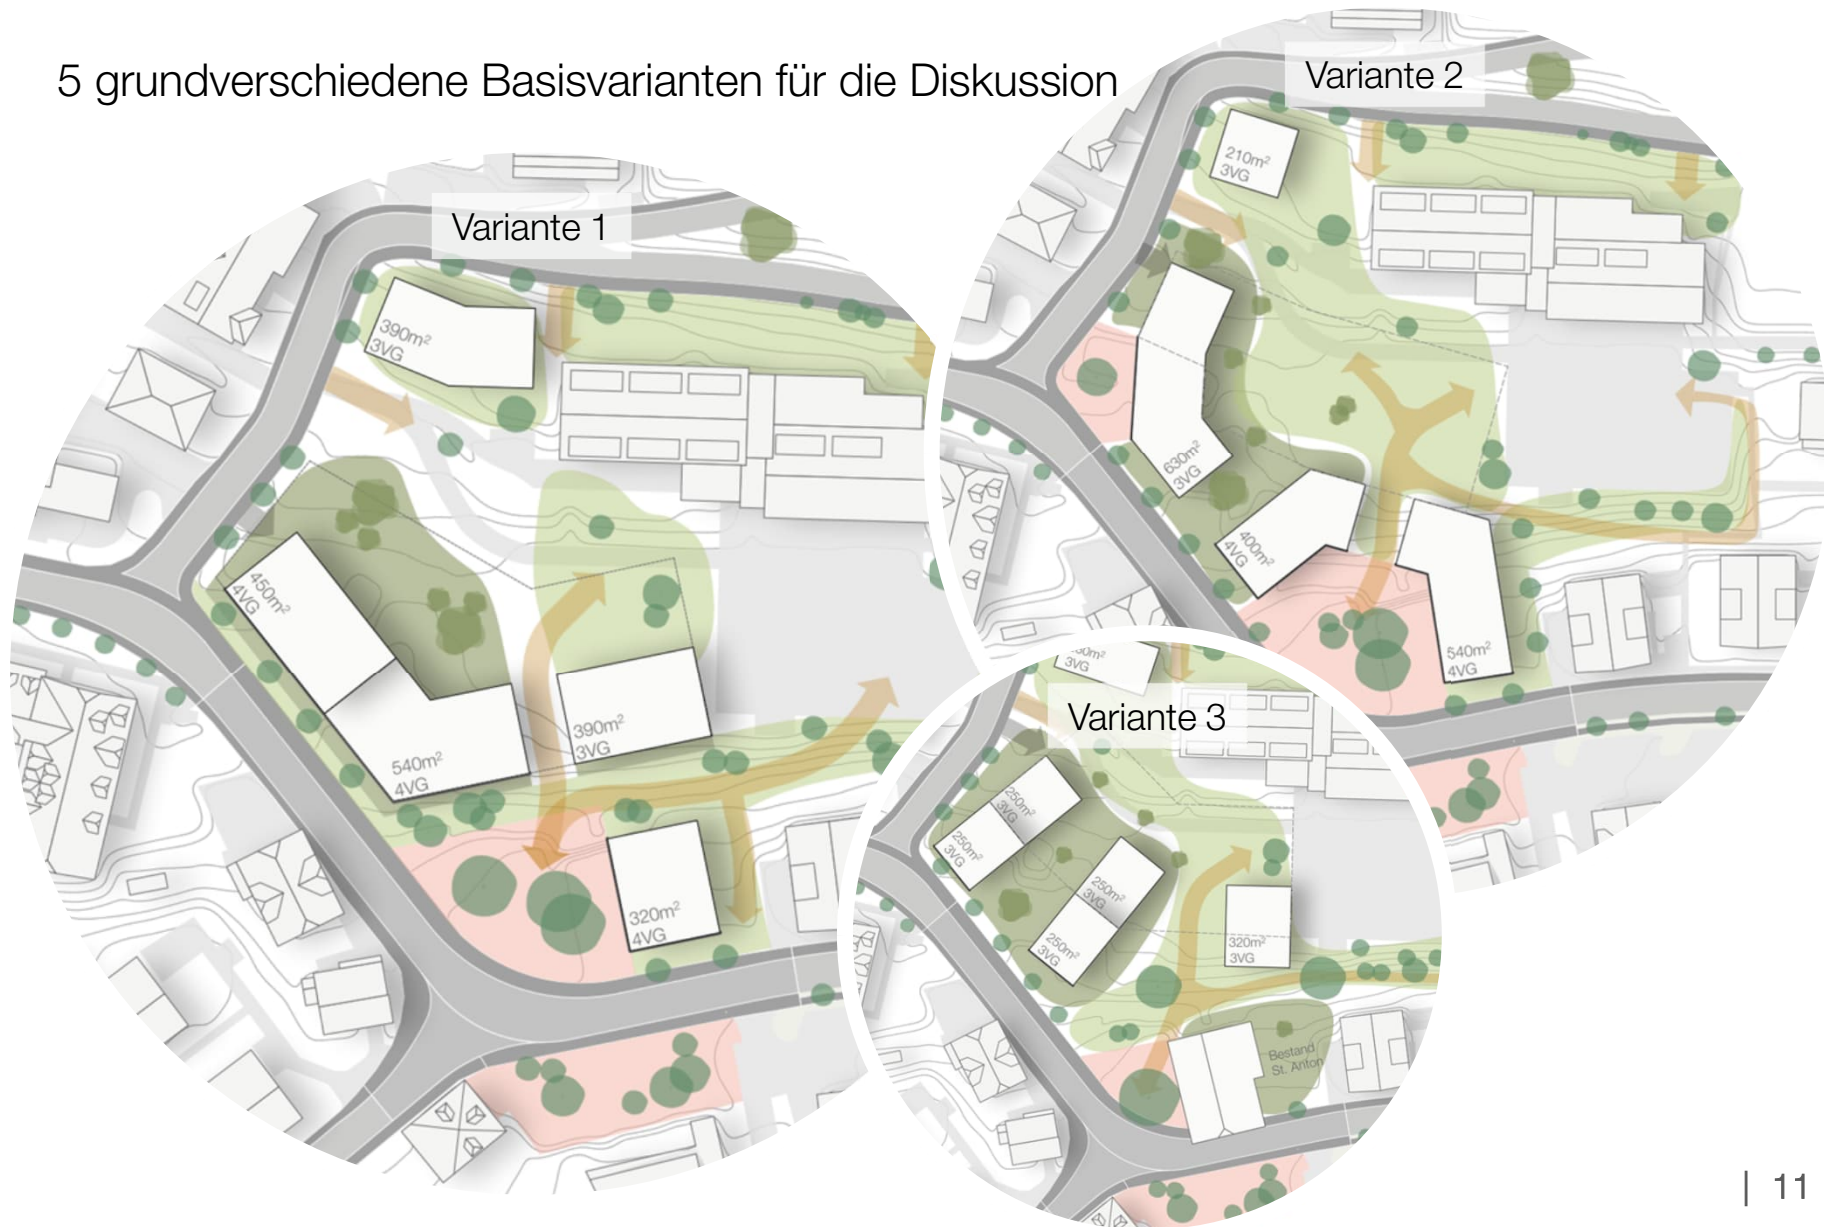 5 grundverschiedene Basisvarianten für die Diskussion
Variante 1
390m²
3VG
450m²
4VG
540m²
4VG
390m²
3VG
320m²
4VG
Variante 2
210m²
3VG
630m²
3VG
400m²
4VG
540m²
4VG
Variante 3
3VG
250m²
3VG
250m²
3VG
250m²
3VG
250m²
3VG
320m²
3VG
Bestand
St. Anton
| 11